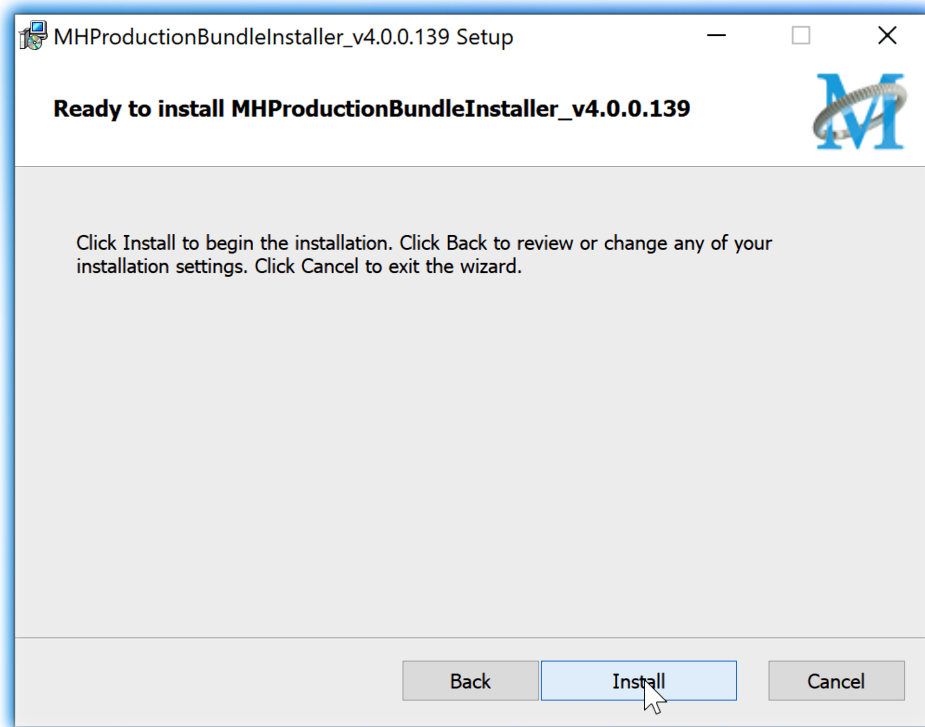 MHProductionBundleInstaller_v4.0.0.139 Setup
Ready to install MHProductionBundleInstaller_v4.0.0.139
M
Click Install to begin the installation. Click Back to review or change any of your
installation settings. Click Cancel to exit the wizard.
Back Install Cancel